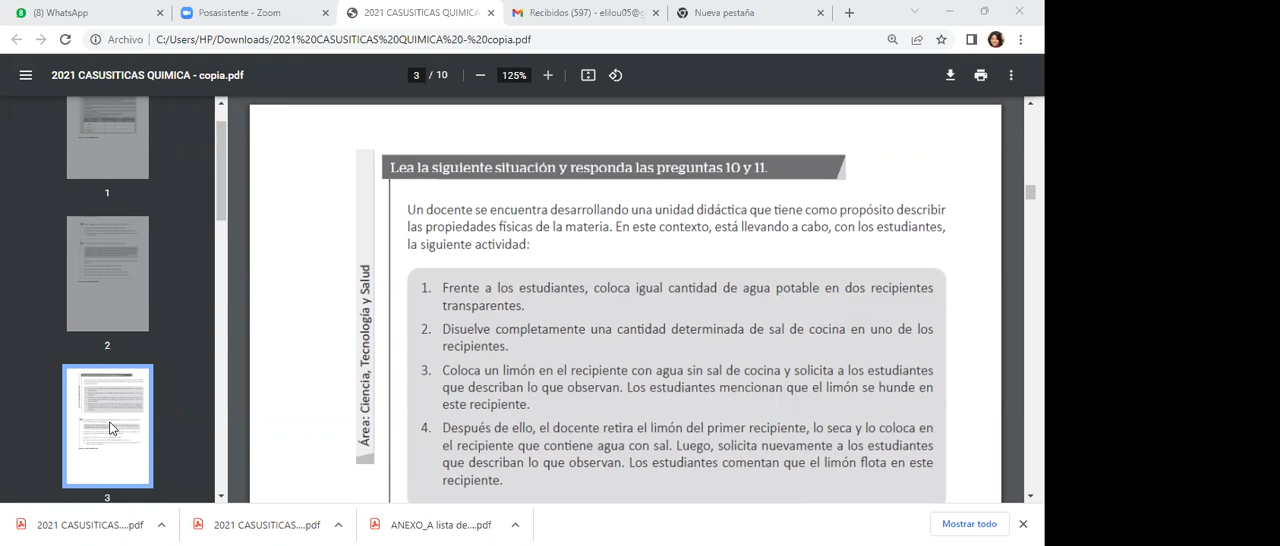 (8) WhatsApp
Posasistente - Zoom
2021 CASUSITICAS QUIMICA
Recibidos (597) - elilou05@g
Nueva pestaña
Archivo
C:/Users/HP/Downloads/2021%20CASUSITICAS%20QUIMICA%20-%20copia.pdf
2021 CASUSITICAS QUIMICA - copia.pdf
3 / 10
125%
1
2
3
Área: Ciencia, Tecnología y Salud
Lea la siguiente situación y responda las preguntas 10 y 11.
Un docente se encuentra desarrollando una unidad didáctica que tiene como propósito describir
las propiedades físicas de la materia. En este contexto, está llevando a cabo, con los estudiantes,
la siguiente actividad:
1. Frente a los estudiantes, coloca igual cantidad de agua potable en dos recipientes
transparentes.
2. Disuelve completamente una cantidad determinada de sal de cocina en uno de los
recipientes.
3. Coloca un limón en el recipiente con agua sin sal de cocina y solicita a los estudiantes
que describan lo que observan. Los estudiantes mencionan que el limón se hunde en
este recipiente.
4. Después de ello, el docente retira el limón del primer recipiente, lo seca y lo coloca en
el recipiente que contiene agua con sal. Luego, solicita nuevamente a los estudiantes
que describan lo que observan. Los estudiantes comentan que el limón flota en este
recipiente.
2021 CASUSITICAS....pdf
2021 CASUSITICAS....pdf
ANEXO_A lista de....pdf
Mostrar todo